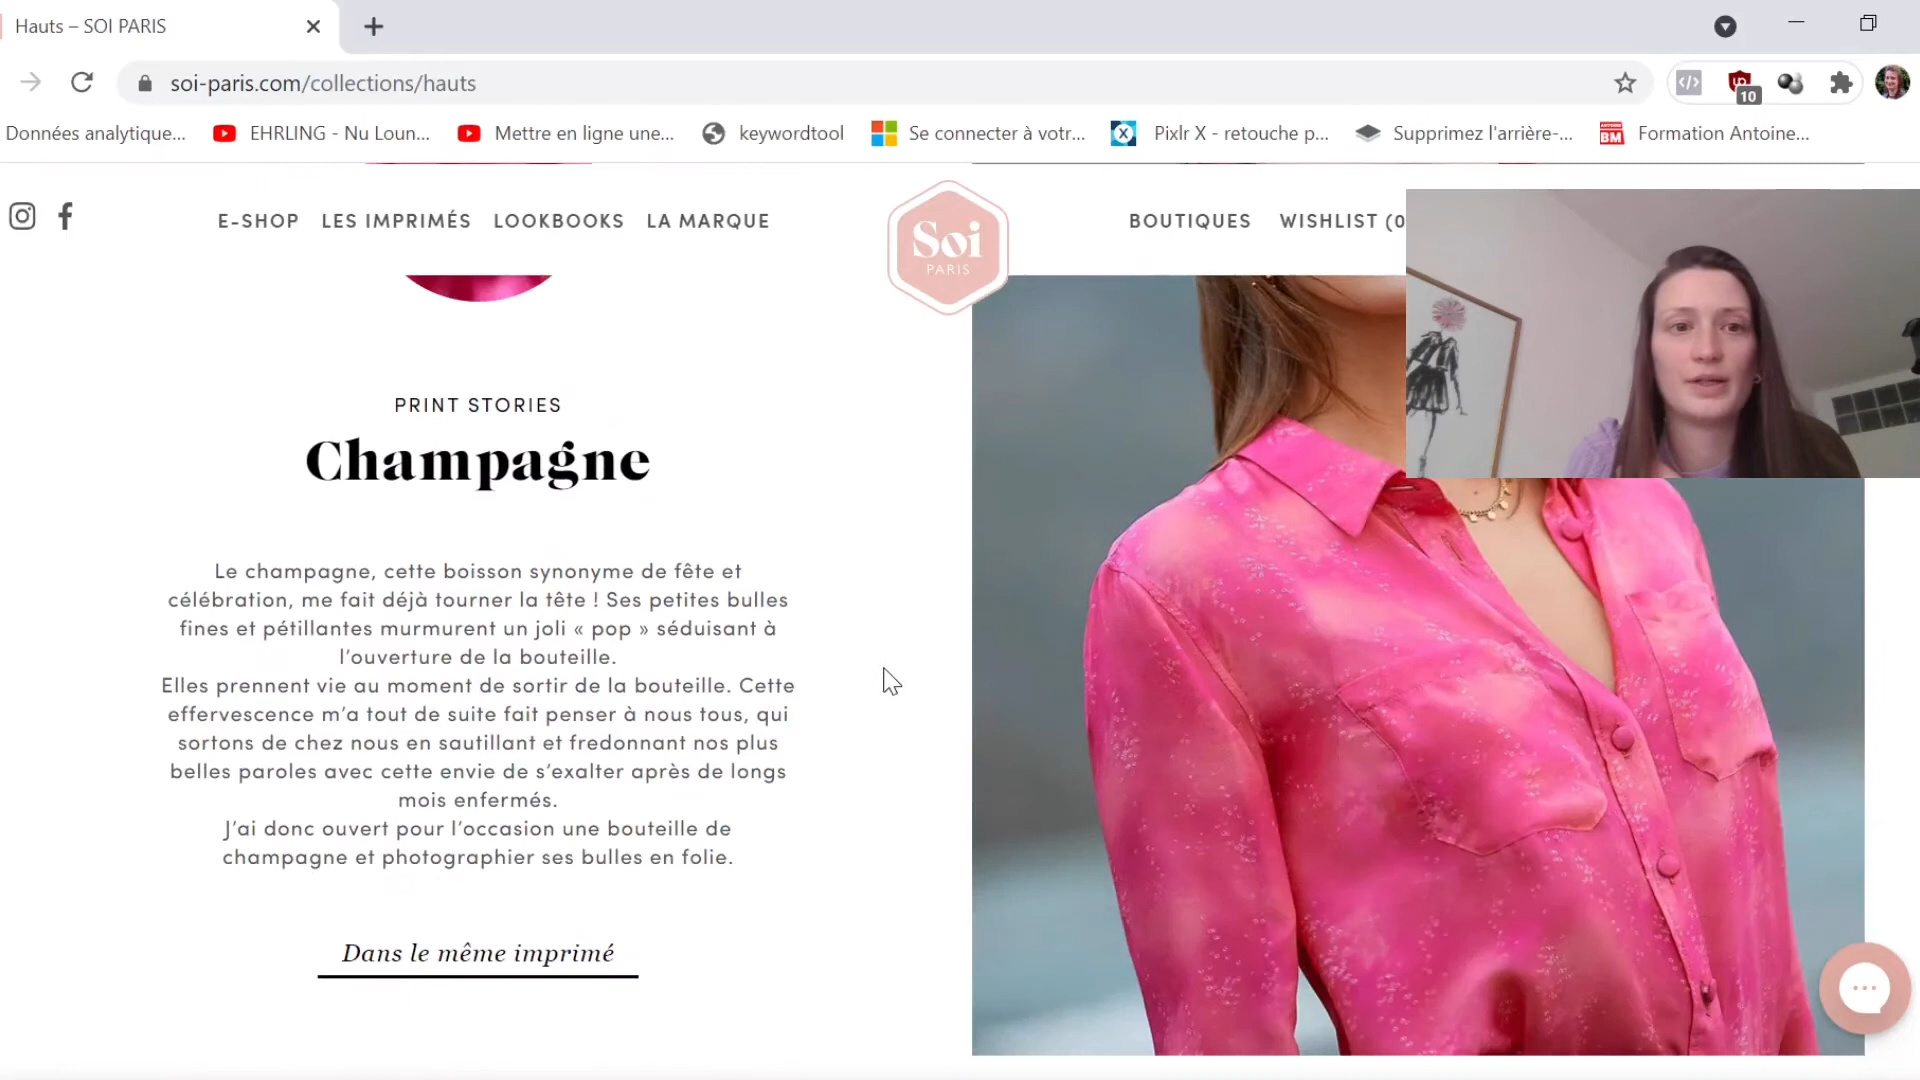 Hauts – SOI PARIS
soi-paris.com/collections/hauts
10
Données analytique...
EHRLING - Nu Loun...
Mettre en ligne une...
keywordtool
Se connecter à votr...
Pixlr X - retouche p...
Supprimez l'arrière-...
BM
Formation Antoine...
E-SHOP
LES IMPRIMÉS
LOOKBOOKS
LA MARQUE
Soi
PARIS
BOUTIQUES
WISHLIST (0
PRINT STORIES
Champagne
Le champagne, cette boisson synonyme de fête et
célébration, me fait déjà tourner la tête ! Ses petites bulles
fines et pétillantes murmurent un joli « pop » séduisant à
l’ouverture de la bouteille.
Elles prennent vie au moment de sortir de la bouteille. Cette
effervescence m’a tout de suite fait penser à nous tous, qui
sortons de chez nous en sautillant et fredonnant nos plus
belles paroles avec cette envie de s’exalter après de longs
mois enfermés.
J’ai donc ouvert pour l’occasion une bouteille de
champagne et photographier ses bulles en folie.
Dans le même imprimé